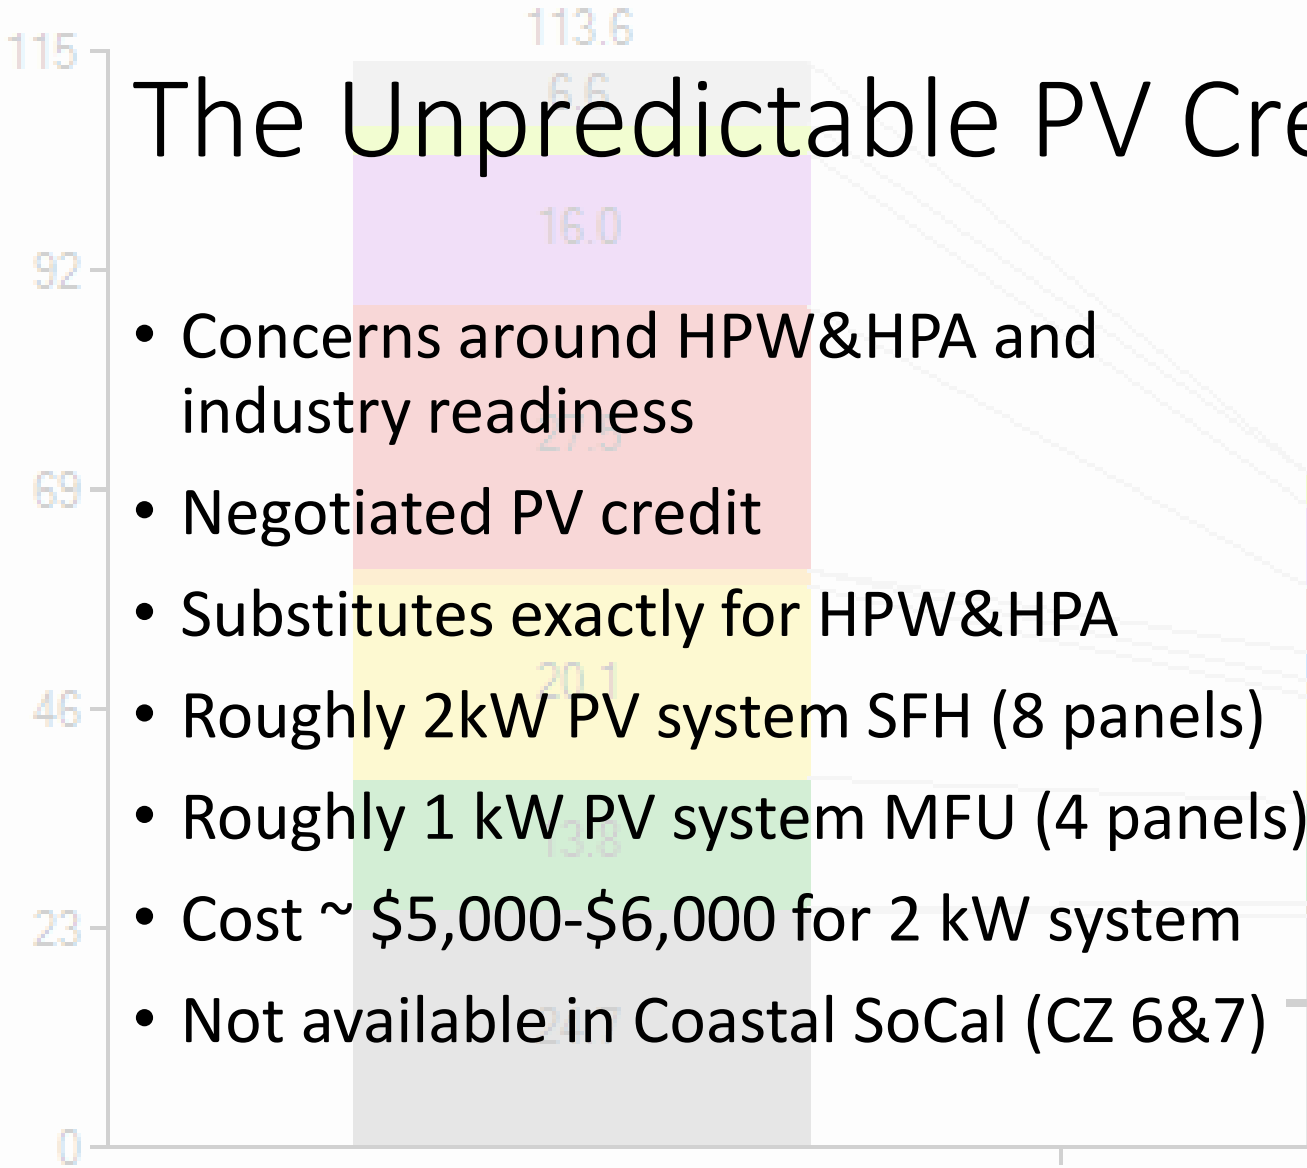 113.6
115
6.6
The Unpredictable PV Cre
16.0
92
• Concerns around HPW&HPA and
industry readiness
27.5
69
• Negotiated PV credit
• Substitutes exactly for HPW&HPA
20.1
46
• Roughly 2kW PV system SFH (8 panels)
• Roughly 1 kW PV system MFU (4 panels)
13.8
23
• Cost ~ $5,000-$6,000 for 2 kW system
• Not available in Coastal SoCal (CZ 6&7)
24.7
0